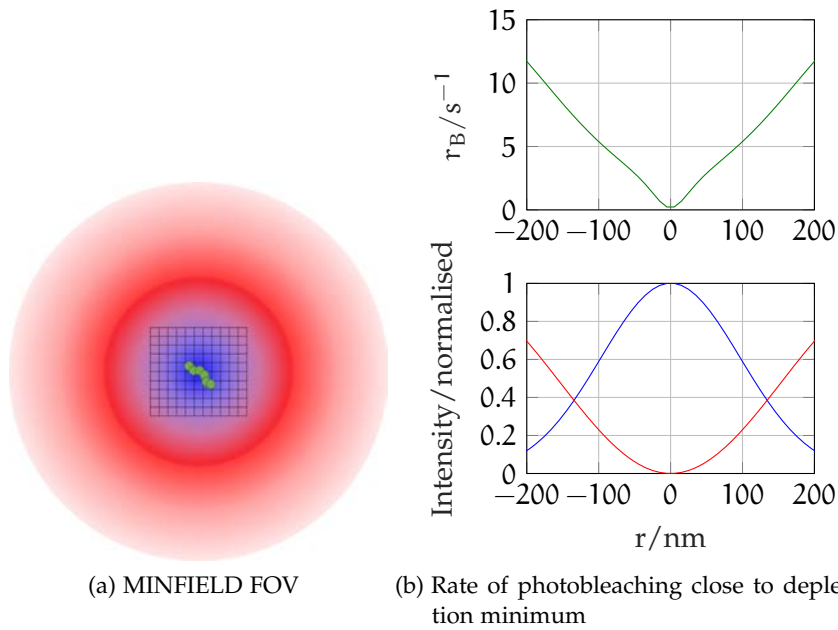 15
10
5
0
r_B/s⁻¹
−200 −100 0 100 200
1
0.8
0.6
0.4
0.2
0
Intensity/normalised
−200 −100 0 100 200
r/nm
(a) MINFIELD FOV
(b) Rate of photobleaching close to deple
tion minimum